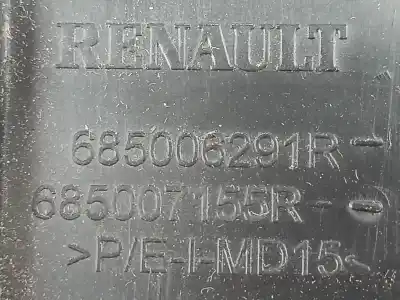 RENAULT
685006291R-
685007155R-
>P/E-I-MD15<